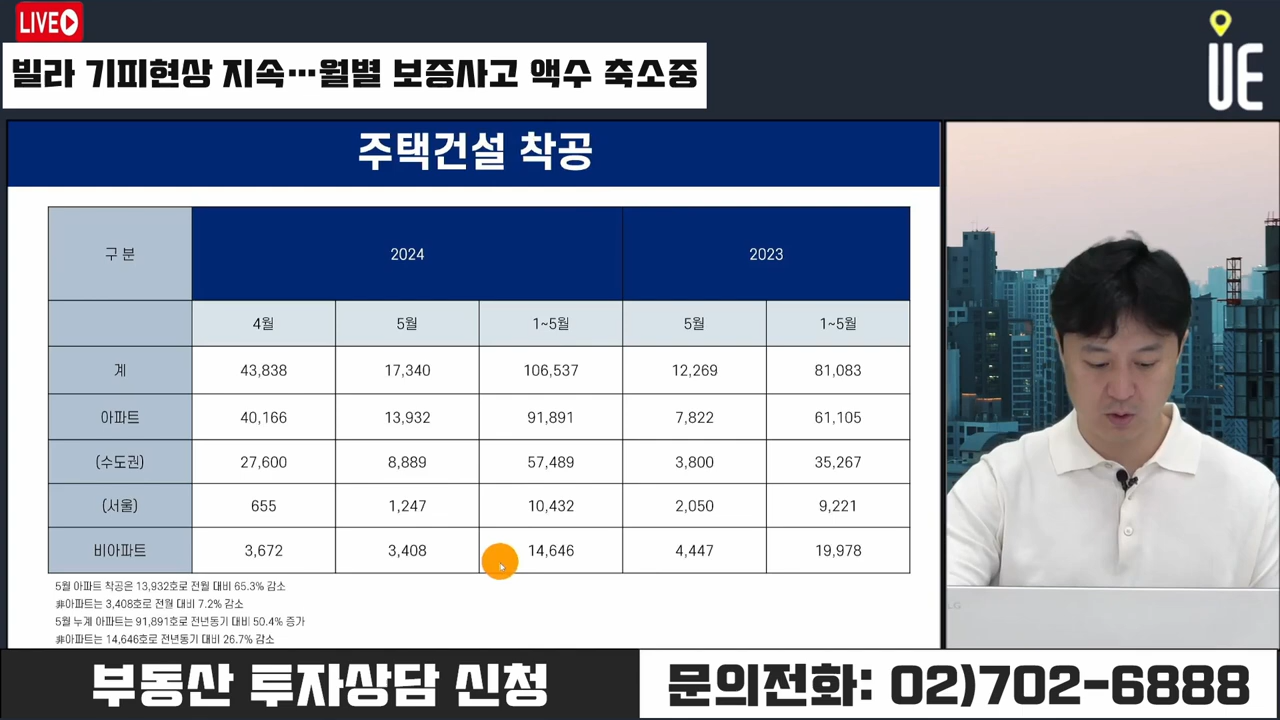 LIVE
빌라 기피현상 지속…월별 보증사고 액수 축소중
UE
주택건설 착공
구 분 2024 2023
4월 5월 1~5월 5월 1~5월
계 43,838 17,340 106,537 12,269 81,083
아파트 40,166 13,932 91,891 7,822 61,105
(수도권) 27,600 8,889 57,489 3,800 35,267
(서울) 655 1,247 10,432 2,050 9,221
비아파트 3,672 3,408 14,646 4,447 19,978
5월 아파트 착공은 13,932호로 전월 대비 65.3% 감소
非아파트는 3,408호로 전월 대비 7.2% 감소
5월 누계 아파트는 91,891호로 전년동기 대비 50.4% 증가
非아파트는 14,646호로 전년동기 대비 26.7% 감소
LG
부동산 투자상담 신청
문의전화: 02)702-6888